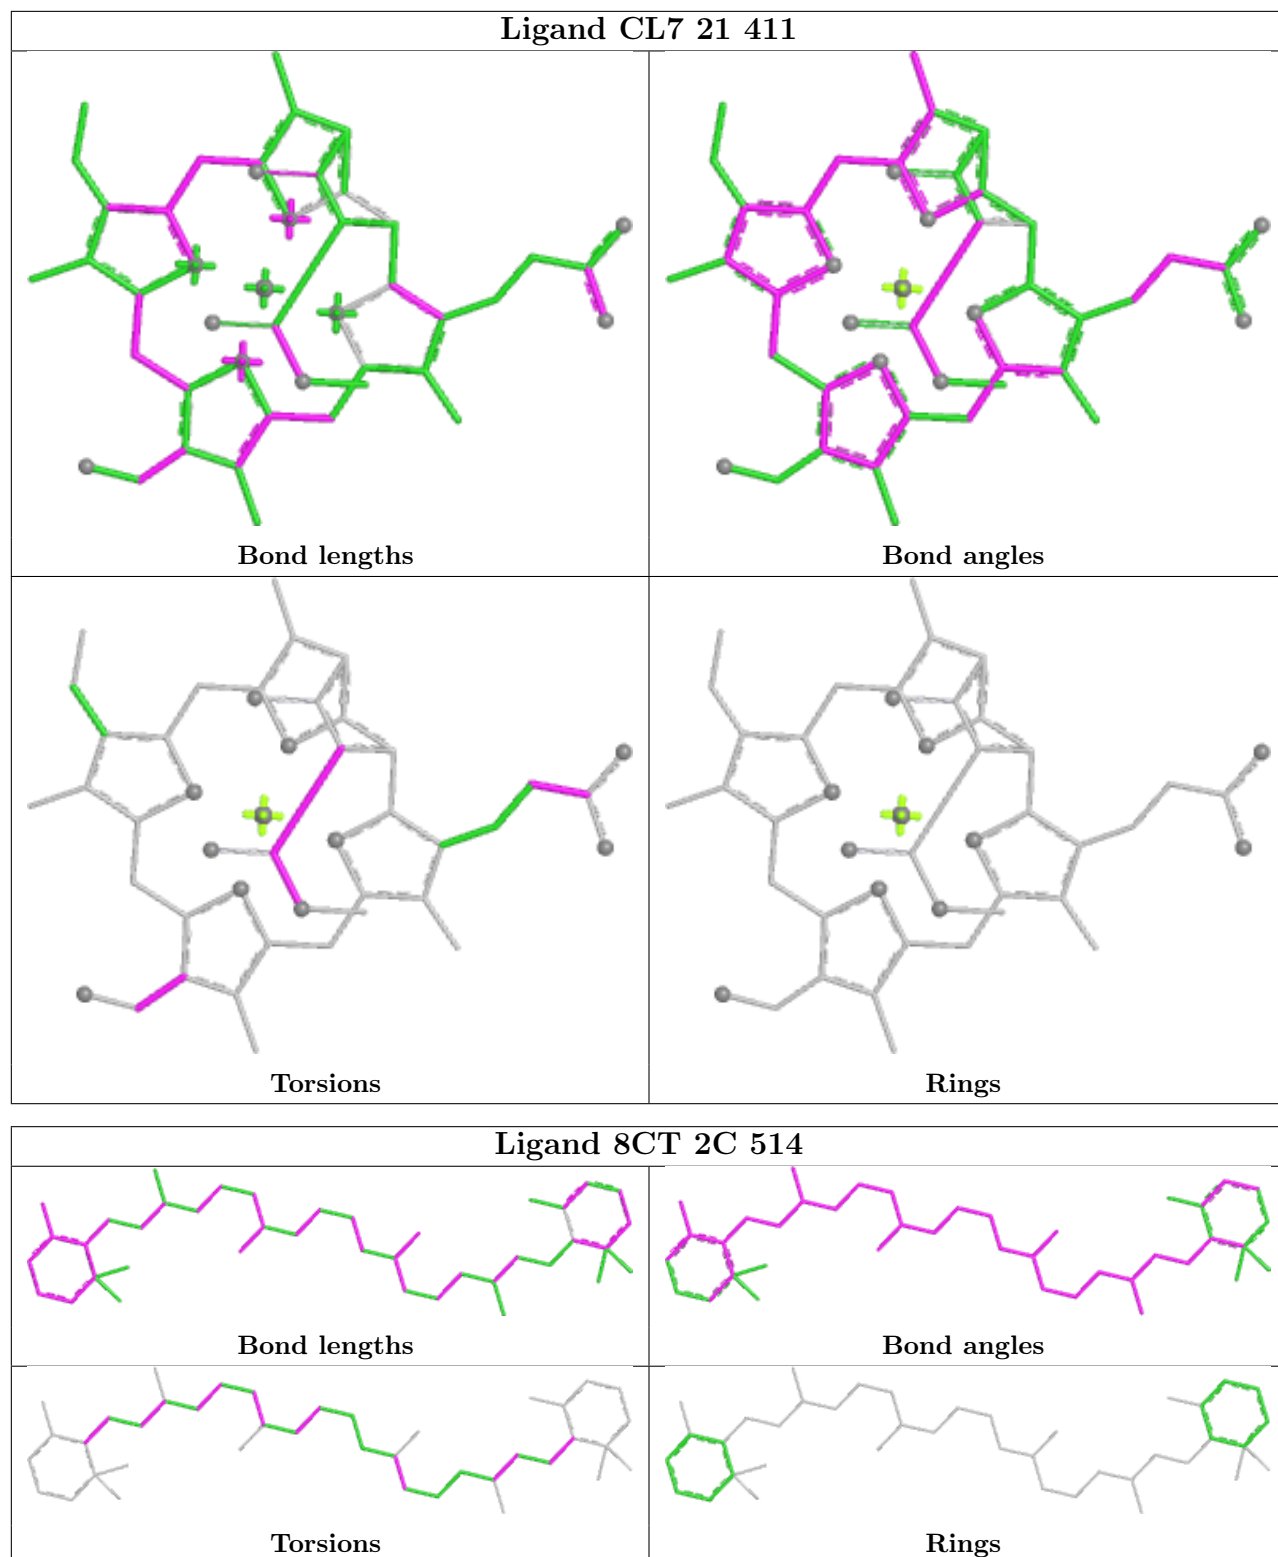 Ligand CL7 21 411
Bond lengths
Bond angles
Torsions
Rings
Ligand 8CT 2C 514
Bond lengths
Bond angles
Torsions
Rings